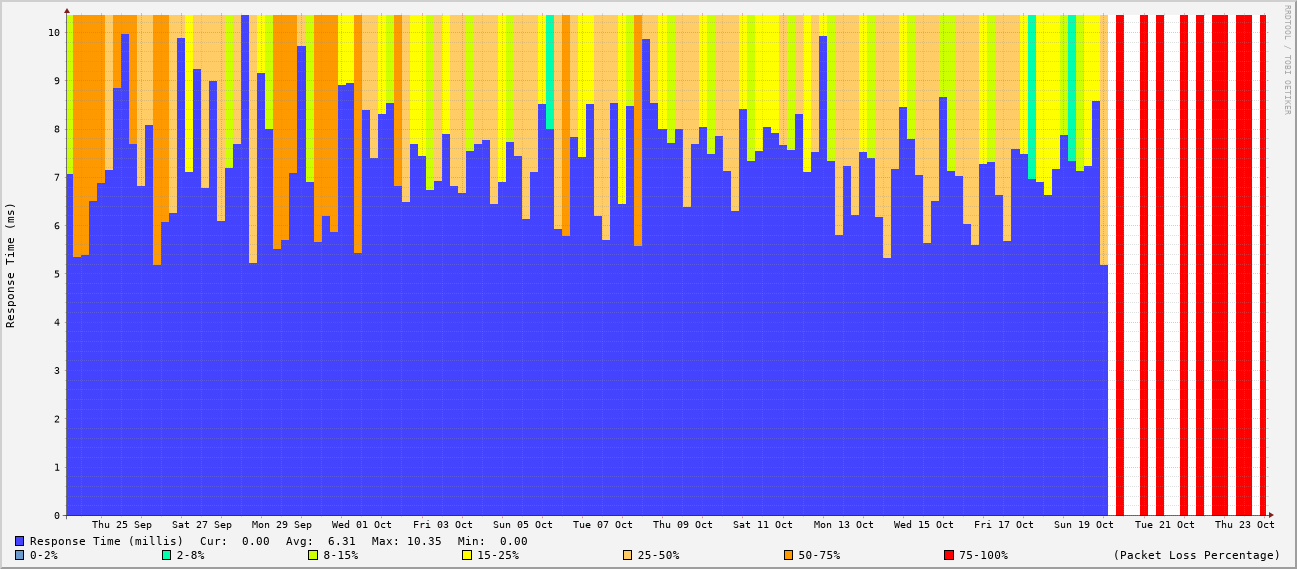 RRDTOOL / TOBI OETIKER
Response Time (ms)
10
9
8
7
6
5
4
3
2
1
0
Thu 25 Sep Sat 27 Sep Mon 29 Sep Wed 01 Oct Fri 03 Oct Sun 05 Oct Tue 07 Oct Thu 09 Oct Sat 11 Oct Mon 13 Oct Wed 15 Oct Fri 17 Oct Sun 19 Oct Tue 21 Oct Thu 23 Oct
Response Time (millis) Cur: 0.00 Avg: 6.31 Max: 10.35 Min: 0.00
0-2% 2-8% 8-15% 15-25% 25-50% 50-75% 75-100% (Packet Loss Percentage)